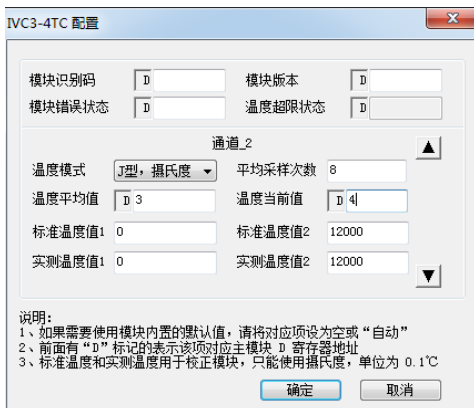 IVC3-4TC 配置
模块识别码 D 模块版本 D
模块错误状态 D 温度超限状态 D
通道_2
温度模式 J型，摄氏度 平均采样次数 8
温度平均值 D 3 温度当前值 D 4
标准温度值1 0 标准温度值2 12000
实测温度值1 0 实测温度值2 12000
说明:
1、如果需要使用模块内置的默认值，请将对应项设为空或“自动”
2、前面有“D”标记的表示该项对应主模块 D 寄存器地址
3、标准温度和实测温度用于校正模块，只能使用摄氏度，单位为 0.1℃
确定 取消